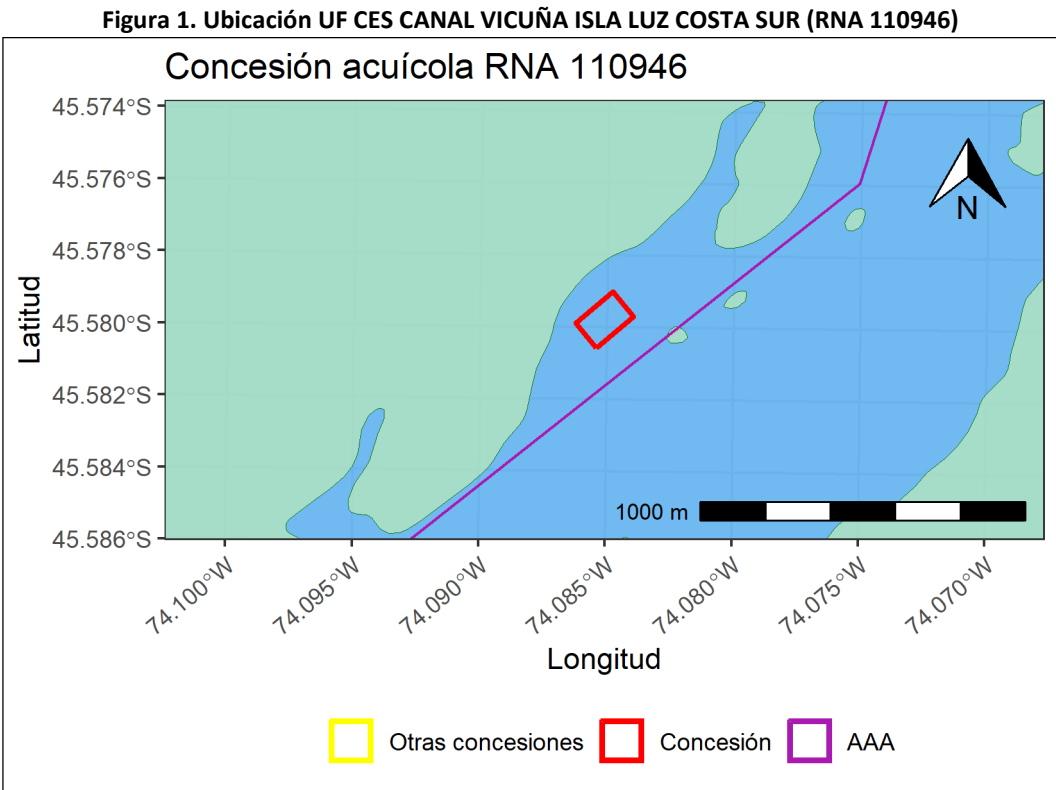 Figura 1. Ubicación UF CES CANAL VICUÑA ISLA LUZ COSTA SUR (RNA 110946)
Concesión acuícola RNA 110946
45.574°S
45.576°S
45.578°S
45.580°S
45.582°S
45.584°S
45.586°S
Latitud
N
1000 m
74.100°W
74.095°W
74.090°W
74.085°W
74.080°W
74.075°W
74.070°W
Longitud
Otras concesiones
Concesión
AAA